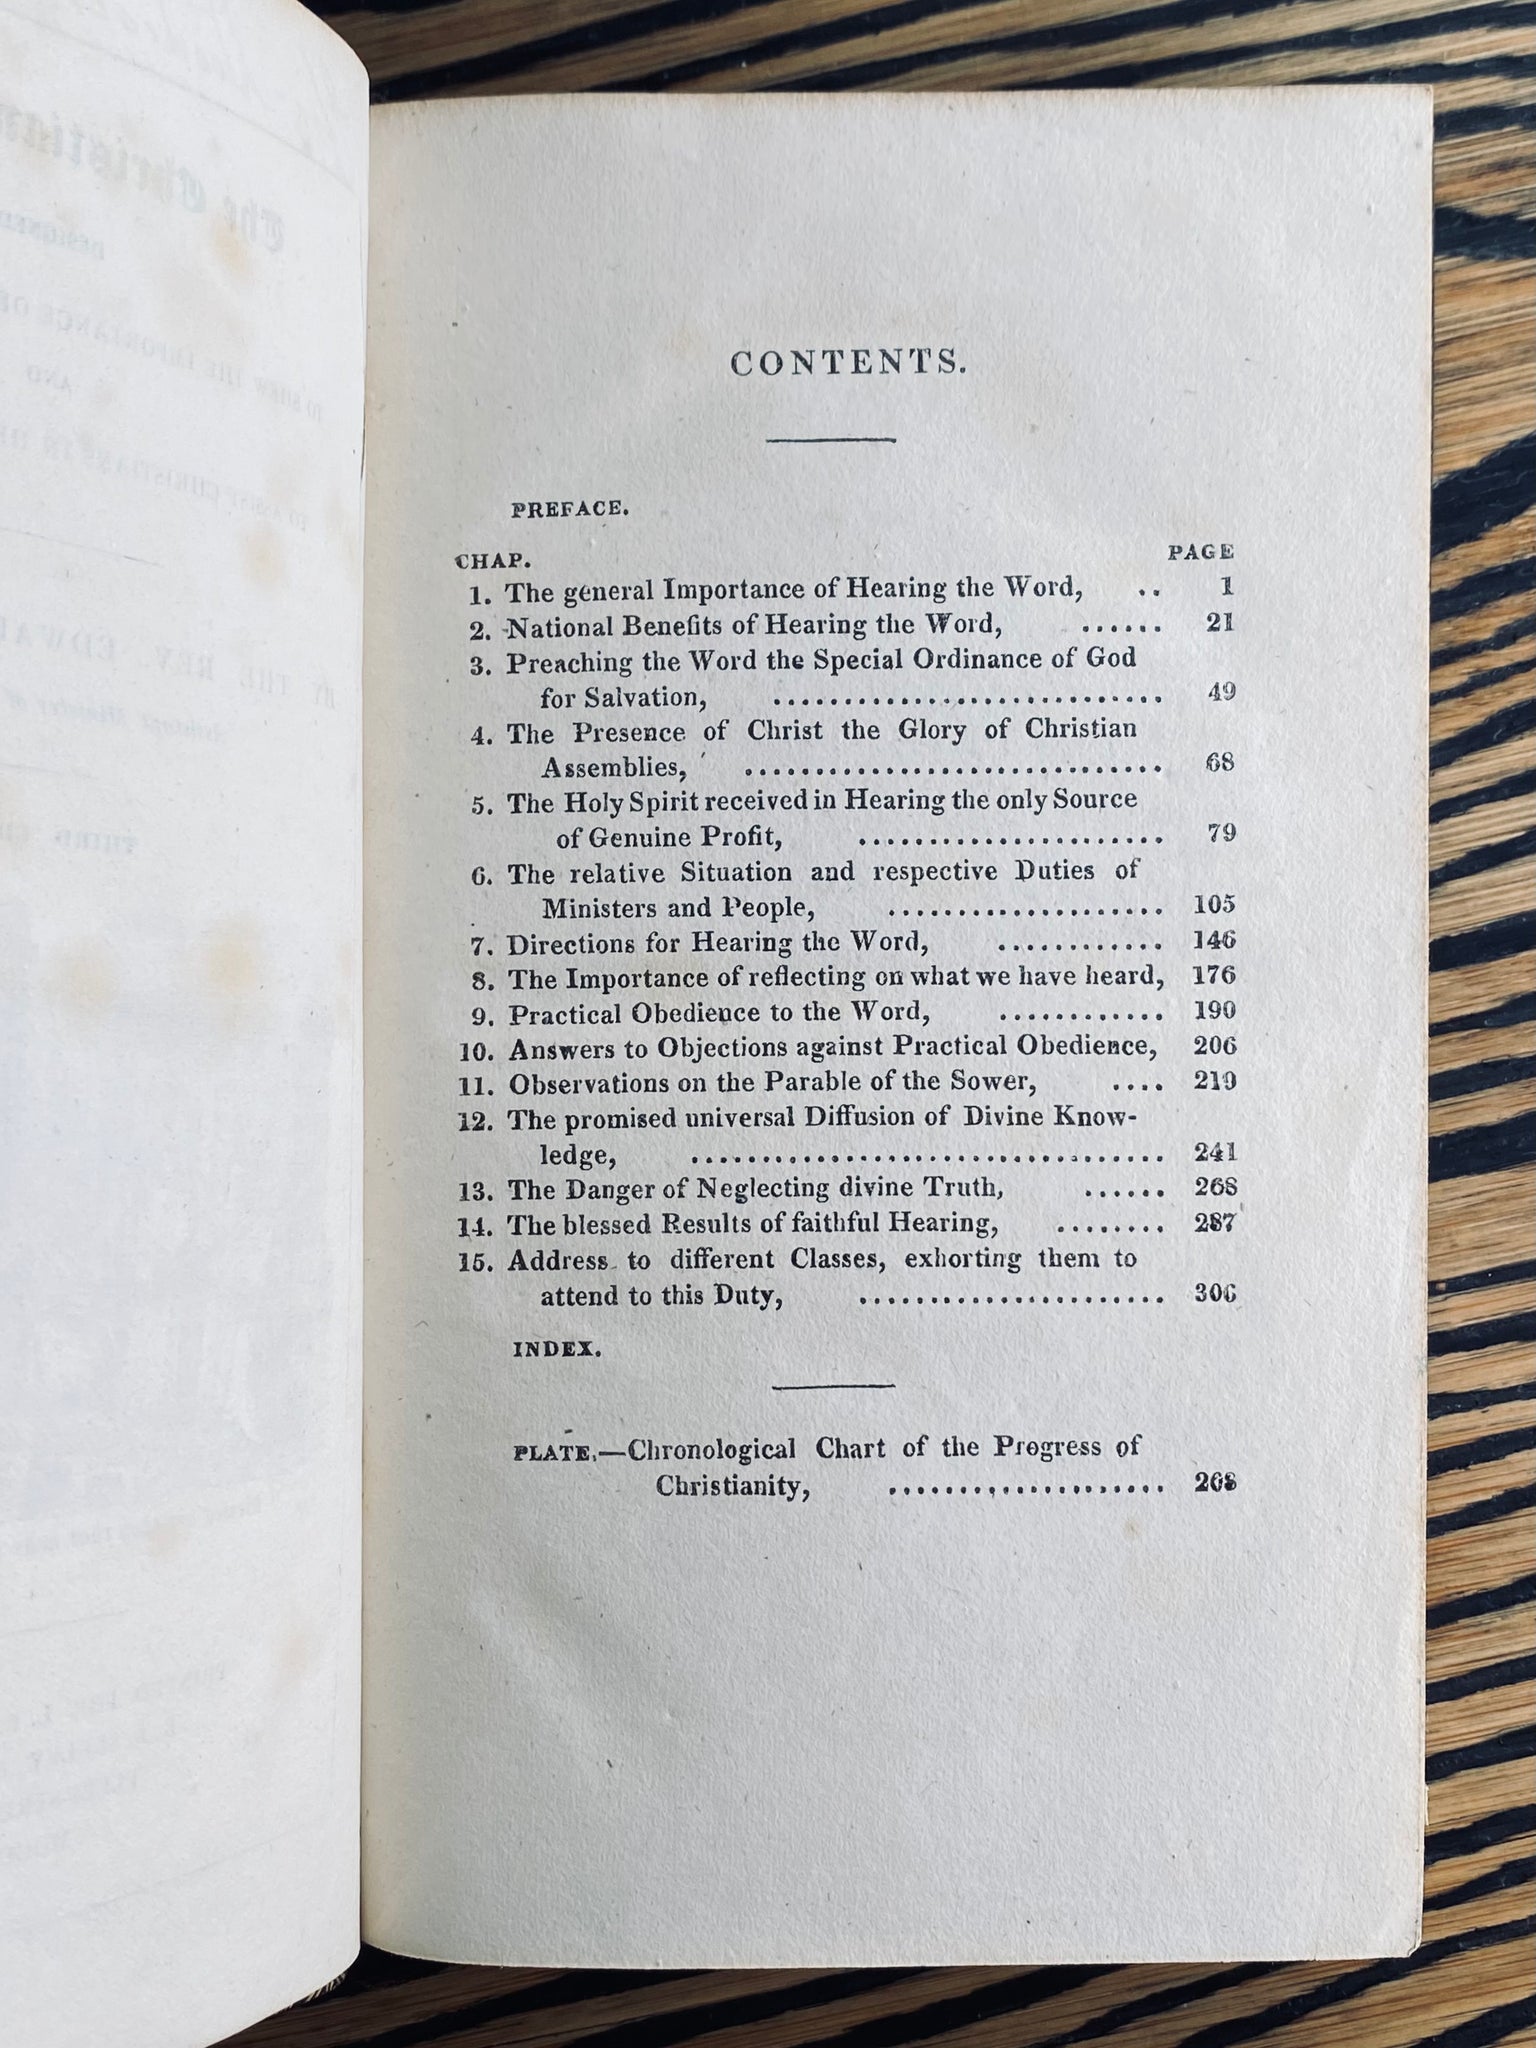 CONTENTS.
PREFACE.
CHAP. PAGE
1. The general Importance of Hearing the Word, .. 1
2. National Benefits of Hearing the Word, ...... 21
3. Preaching the Word the Special Ordinance of God
for Salvation, ............................ 49
4. The Presence of Christ the Glory of Christian
Assemblies, .............................. 68
5. The Holy Spirit received in Hearing the only Source
of Genuine Profit, ...................... 79
6. The relative Situation and respective Duties of
Ministers and People, .................... 105
7. Directions for Hearing the Word, ............ 146
8. The Importance of reflecting on what we have heard, 176
9. Practical Obedience to the Word, ............ 190
10. Answers to Objections against Practical Obedience, 206
11. Observations on the Parable of the Sower, .... 219
12. The promised universal Diffusion of Divine Know-
ledge, .................................. 241
13. The Danger of Neglecting divine Truth, ...... 268
14. The blessed Results of faithful Hearing, ........ 287
15. Address to different Classes, exhorting them to
attend to this Duty, ...................... 306
INDEX.
PLATE,—Chronological Chart of the Progress of
Christianity, .................... 268